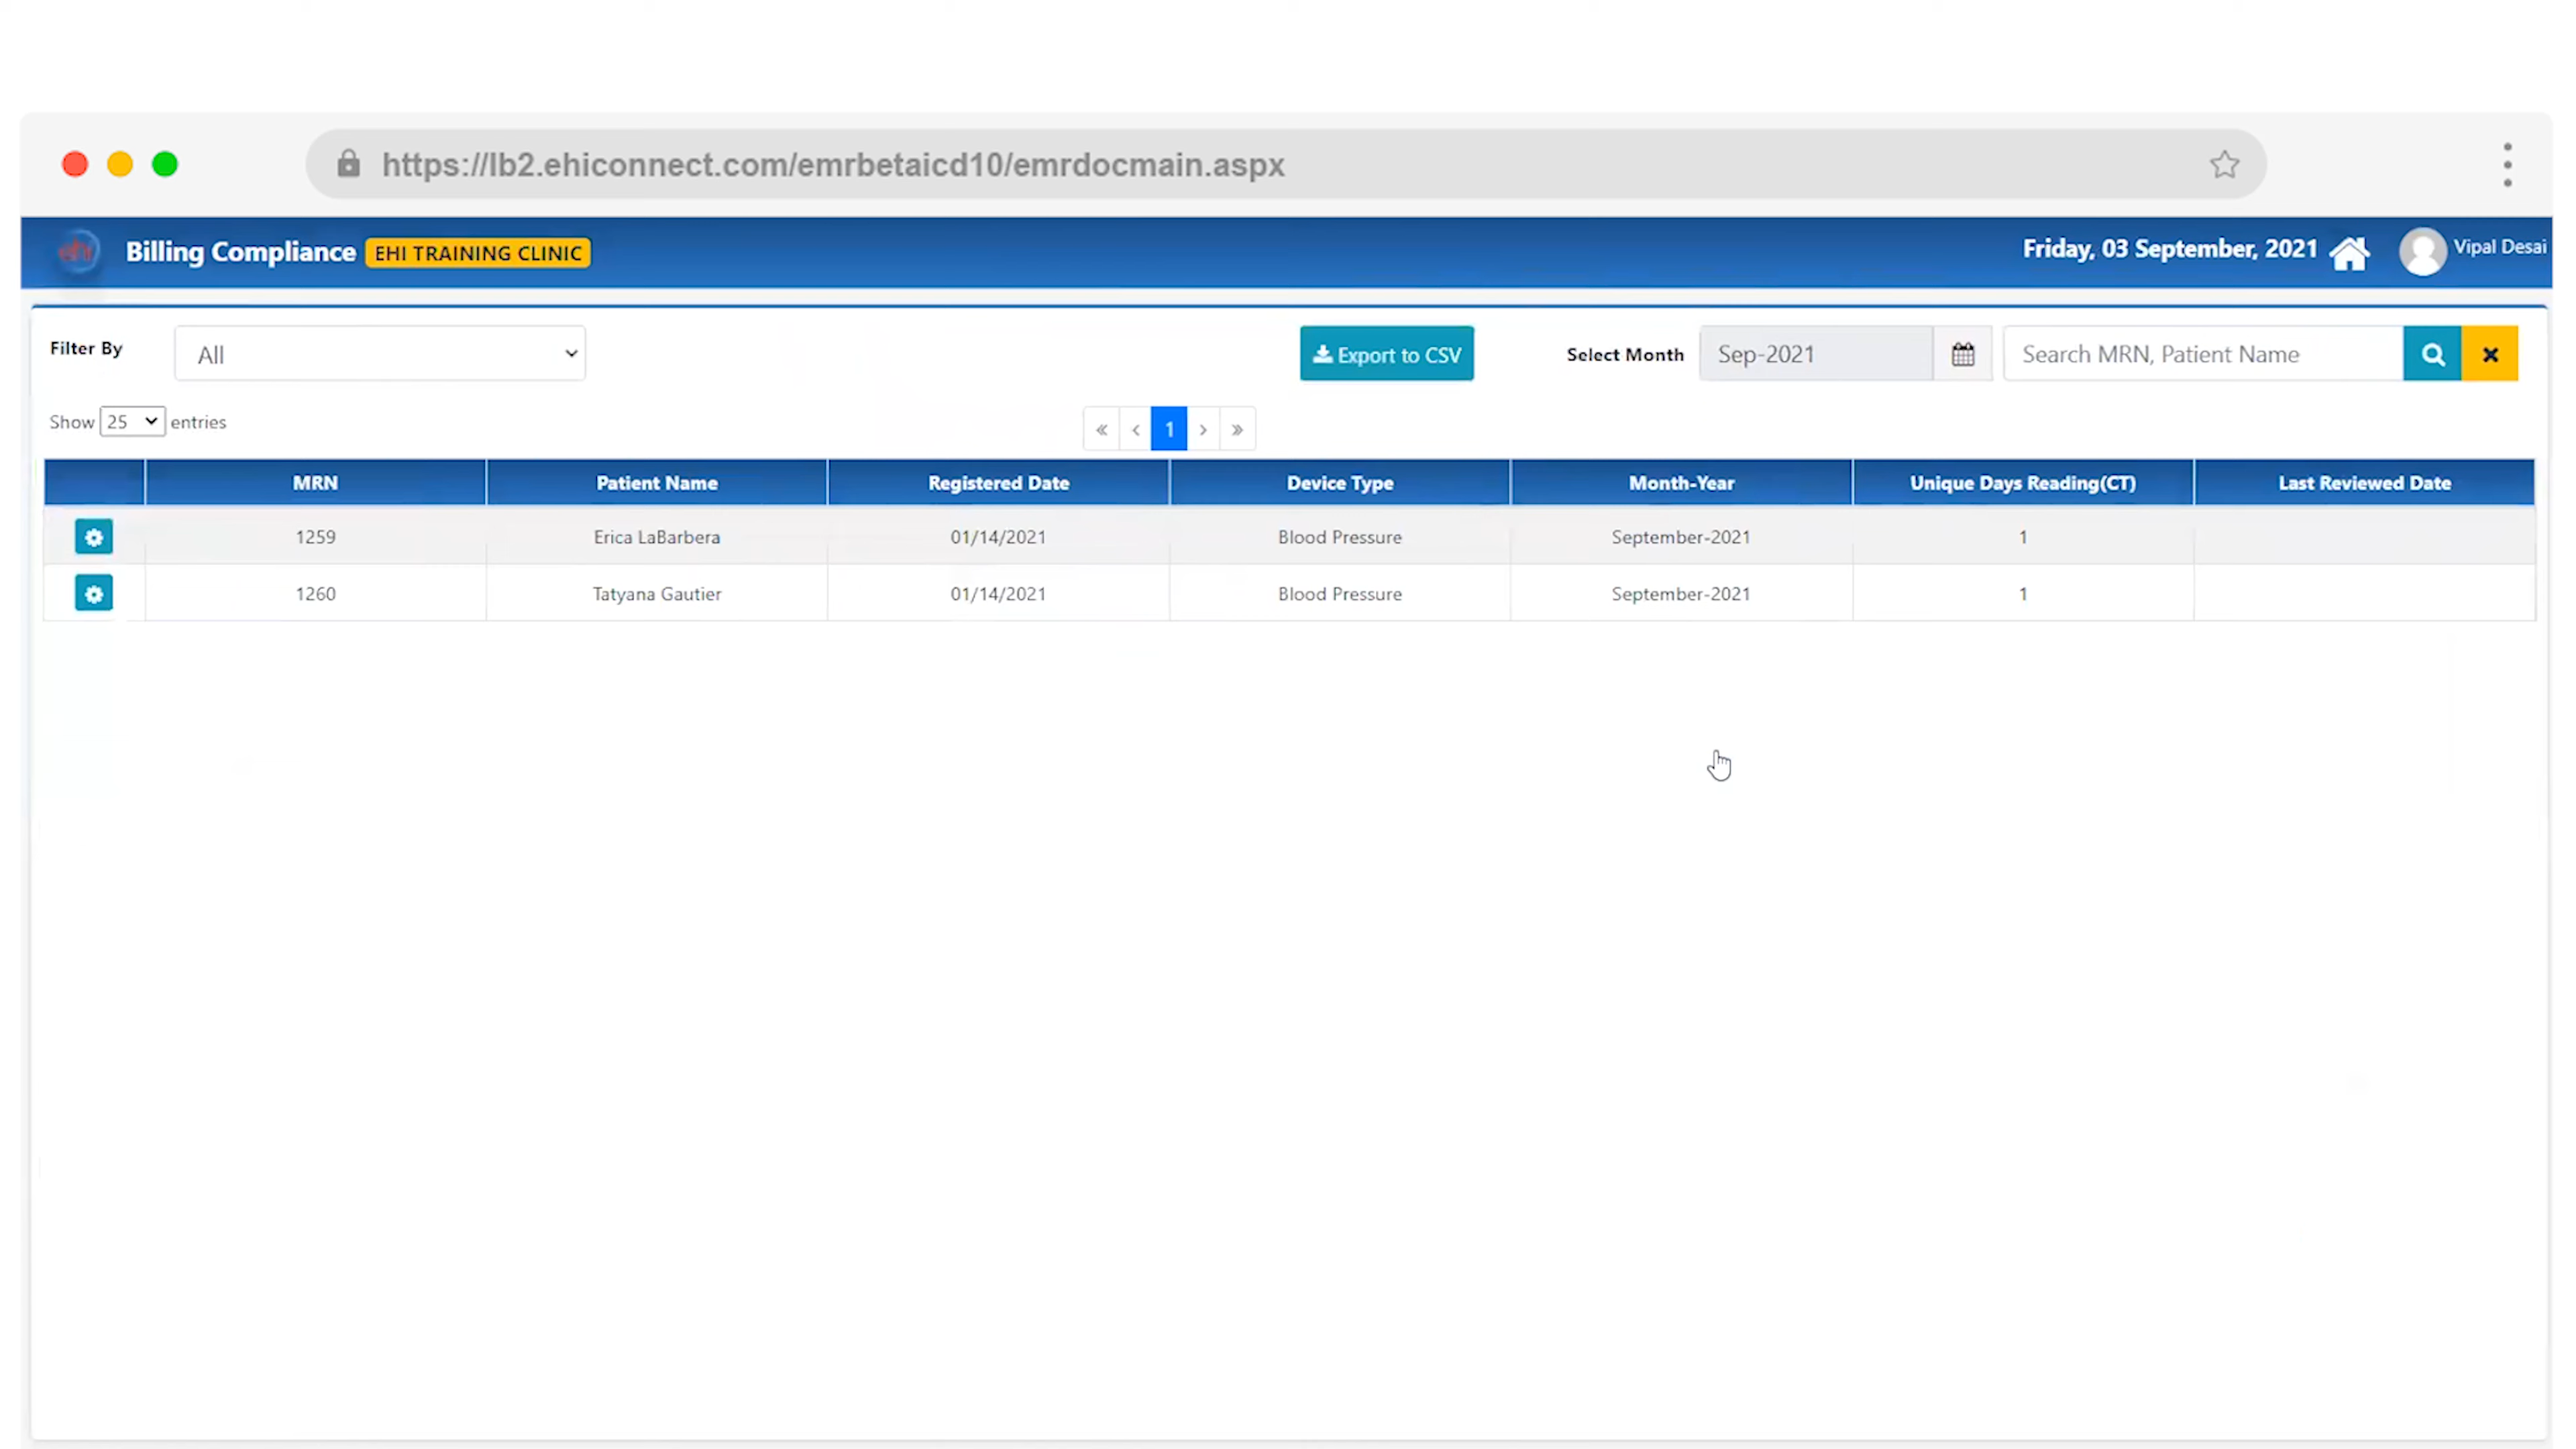 https://lb2.ehiconnect.com/emrbetaicd10/emrdocmain.aspx
ehi Billing Compliance EHI TRAINING CLINIC Friday, 03 September, 2021 Vipal Desai
Filter By All Export to CSV Select Month Sep-2021 Search MRN, Patient Name
Show 25 entries « ‹ 1 › »
MRN Patient Name Registered Date Device Type Month-Year Unique Days Reading(CT) Last Reviewed Date
1259 Erica LaBarbera 01/14/2021 Blood Pressure September-2021 1
1260 Tatyana Gautier 01/14/2021 Blood Pressure September-2021 1